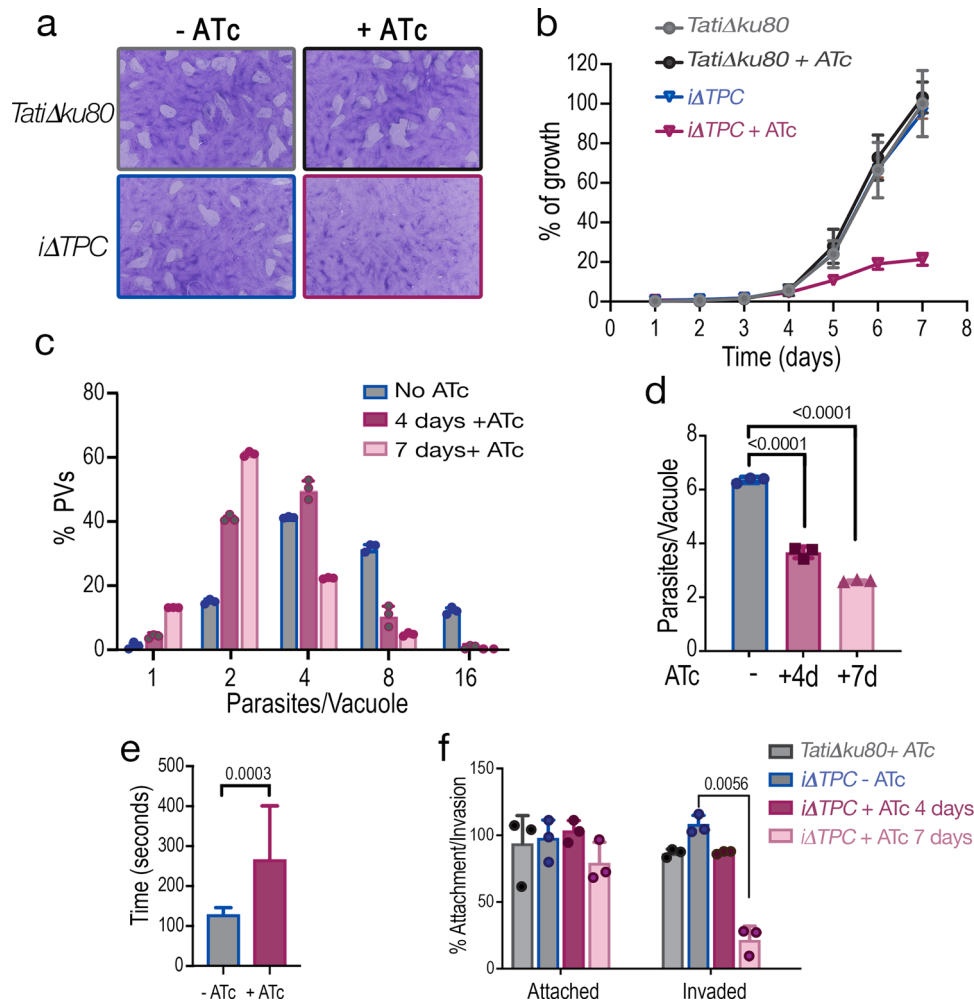 a
- ATc
+ ATc
TatiΔku80
iΔTPC
b
TatiΔku80
TatiΔku80 + ATc
iΔTPC
iΔTPC + ATc
% of growth
120
100
80
60
40
20
0
0 1 2 3 4 5 6 7 8
Time (days)
c
No ATc
4 days +ATc
7 days+ ATc
% PVs
80
60
40
20
0
1 2 4 8 16
Parasites/Vacuole
d
<0.0001
<0.0001
Parasites/Vacuole
8
6
4
2
0
ATc - +4d +7d
e
0.0003
Time (seconds)
500
400
300
200
100
0
- ATc + ATc
f
TatiΔku80+ ATc
iΔTPC - ATc
iΔTPC + ATc 4 days
iΔTPC + ATc 7 days
0.0056
% Attachment/Invasion
150
100
50
0
Attached Invaded